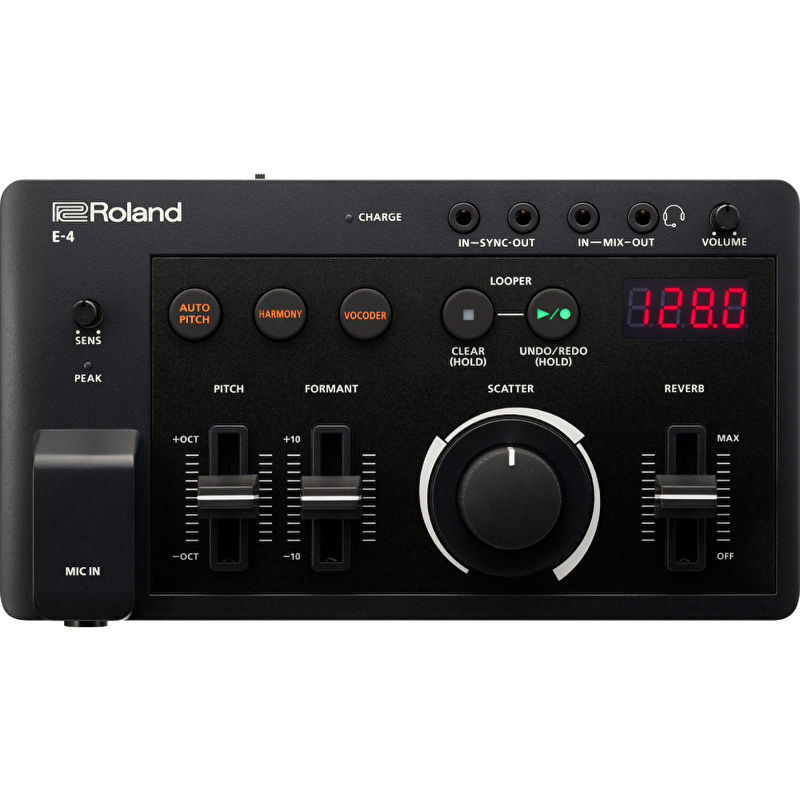 Roland
E-4
CHARGE
IN–SYNC–OUT
IN–MIX–OUT
VOLUME
SENS
PEAK
AUTO
PITCH
HARMONY
VOCODER
LOOPER
CLEAR
(HOLD)
UNDO/REDO
(HOLD)
128.0
PITCH
FORMANT
SCATTER
REVERB
+OCT
+10
MAX
–OCT
–10
OFF
MIC IN